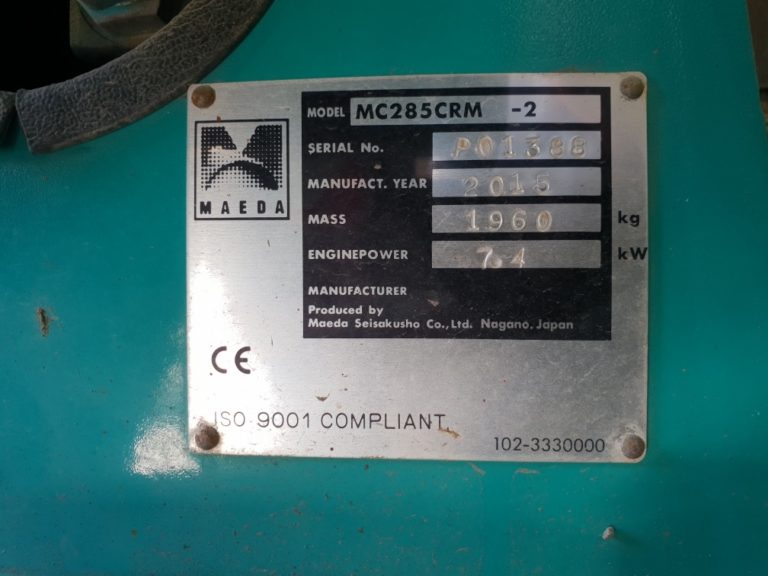 MAEDA
MODEL MC285CRM -2
SERIAL No. P01388
MANUFACT. YEAR 2015
MASS 1960 kg
ENGINEPOWER 7.4 kW
MANUFACTURER
Produced by
Maeda Seisakusho Co., Ltd. Nagano, Japan
CE
ISO 9001 COMPLIANT.
102-3330000